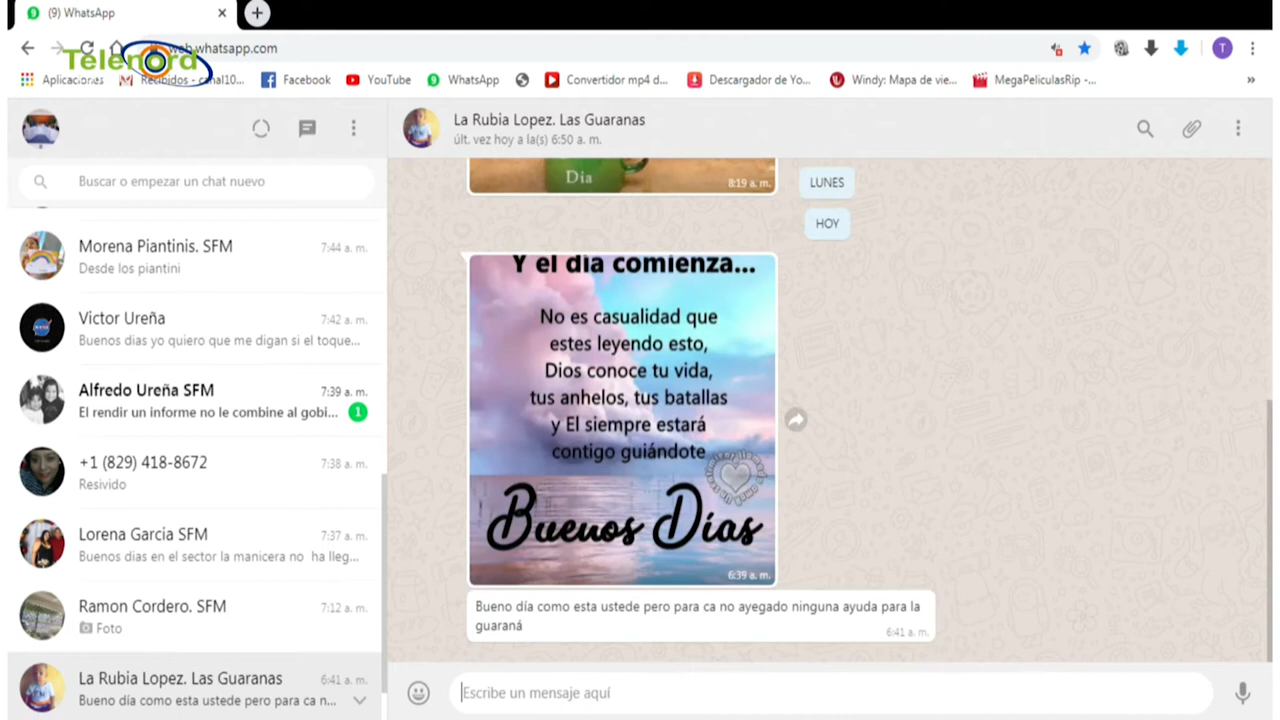 (9) WhatsApp
web.whatsapp.com
T
Telenord
Aplicaciones
Recibidos - canal10...
Facebook
YouTube
WhatsApp
Convertidor mp4 d...
Descargador de Yo...
Windy: Mapa de vie...
MegaPeliculasRip -...
»
Buscar o empezar un chat nuevo
Morena Piantinis. SFM
7:44 a. m.
Desde los piantini
Victor Ureña
7:42 a. m.
Buenos dias yo quiero que me digan si el toque...
Alfredo Ureña SFM
7:39 a. m.
El rendir un informe no le combine al gobi...
1
+1 (829) 418-8672
7:38 a. m.
Resivido
Lorena Garcia SFM
7:37 a. m.
Buenos dias en el sector la manicera no ha lleg...
Ramon Cordero. SFM
7:12 a. m.
Foto
La Rubia Lopez. Las Guaranas
6:41 a. m.
Bueno día como esta ustede pero para ca n...
La Rubia Lopez. Las Guaranas
últ. vez hoy a la(s) 6:50 a. m.
Día
8:19 a. m.
LUNES
HOY
Y el día comienza...
No es casualidad que
estes leyendo esto,
Dios conoce tu vida,
tus anhelos, tus batallas
y El siempre estará
contigo guiándote
Buenos Días
6:39 a. m.
Bueno día como esta ustede pero para ca no ayegado ninguna ayuda para la
guaraná
6:41 a. m.
Escribe un mensaje aquí